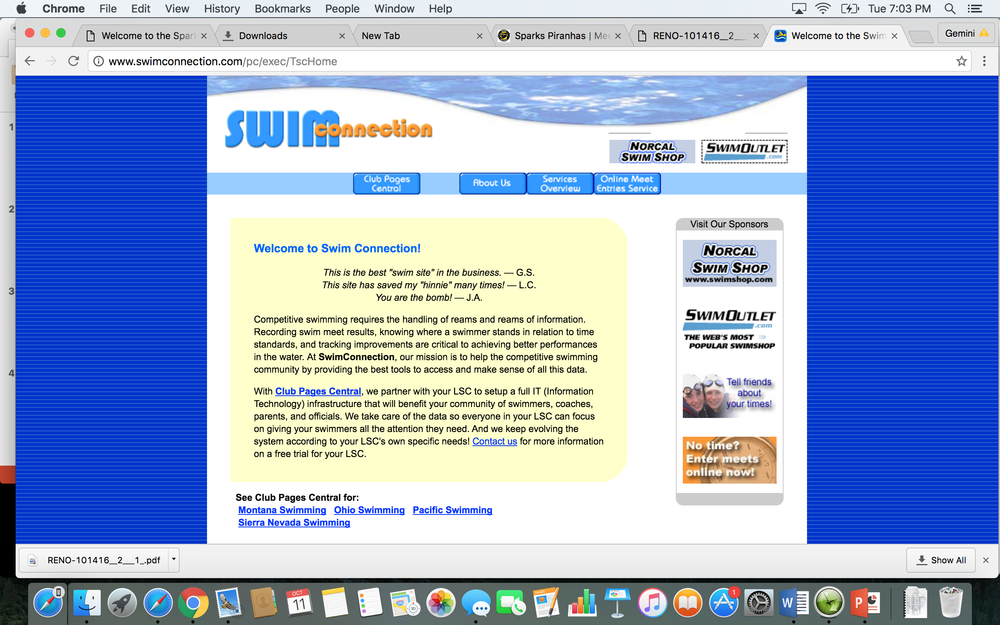 Chrome File Edit View History Bookmarks People Window Help Tue 7:03 PM
Welcome to the Spar Downloads New Tab Sparks Piranhas | Mee RENO-101416__2___ Welcome to the Swim Gemini
www.swimconnection.com/pc/exec/TscHome
SWIM connection
NORCAL SWIM SHOP
SWIMOUTLET .com
Club Pages Central
About Us
Services Overview
Online Meet Entries Service
1
2
3
4
Welcome to Swim Connection!
This is the best "swim site" in the business. — G.S.
This site has saved my "hinnie" many times! — L.C.
You are the bomb! — J.A.
Competitive swimming requires the handling of reams and reams of information.
Recording swim meet results, knowing where a swimmer stands in relation to time
standards, and tracking improvements are critical to achieving better performances
in the water. At SwimConnection, our mission is to help the competitive swimming
community by providing the best tools to access and make sense of all this data.
With Club Pages Central, we partner with your LSC to setup a full IT (Information
Technology) infrastructure that will benefit your community of swimmers, coaches,
parents, and officials. We take care of the data so everyone in your LSC can focus
on giving your swimmers all the attention they need. And we keep evolving the
system according to your LSC's own specific needs! Contact us for more information
on a free trial for your LSC.
See Club Pages Central for:
Montana Swimming Ohio Swimming Pacific Swimming
Sierra Nevada Swimming
Visit Our Sponsors
NORCAL
SWIM SHOP
www.swimshop.com
SWIMOUTLET
.com
THE WEB'S MOST
POPULAR SWIMSHOP
Tell friends
about
your times!
No time?
Enter meets
online now!
RENO-101416__2___1_.pdf
Show All
OCT
11
280
3D
PAGES
1
W
P